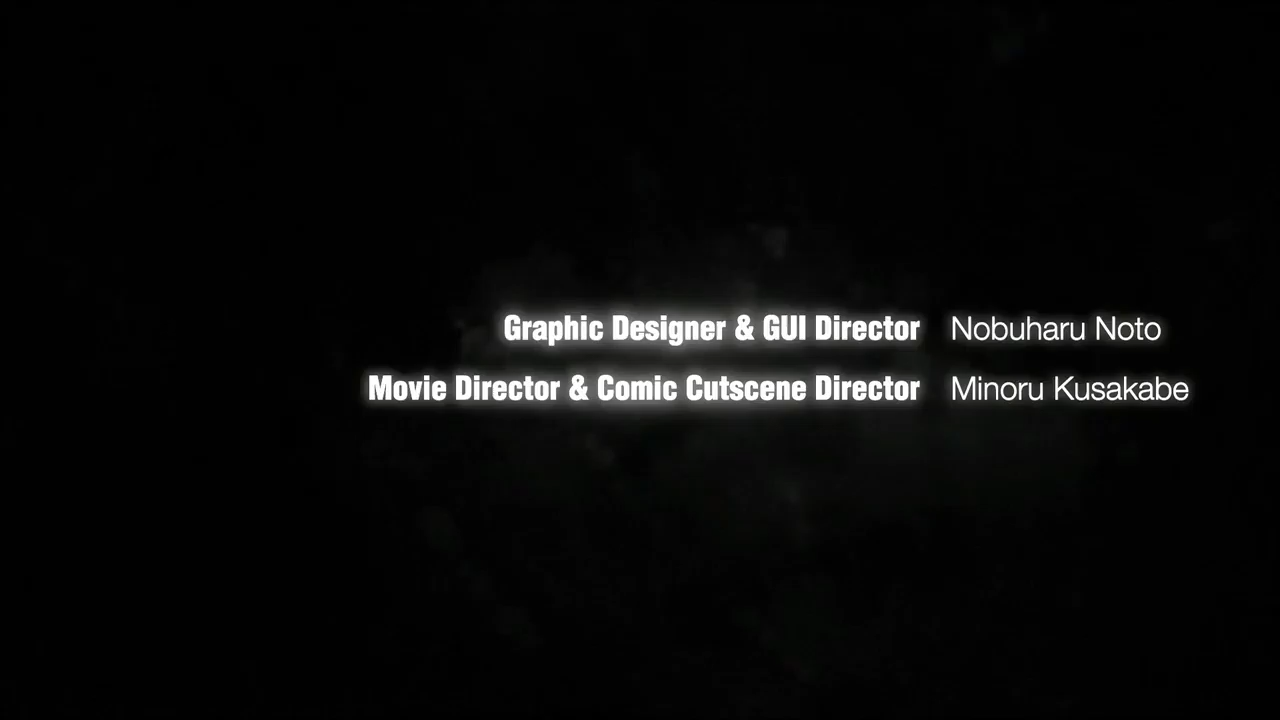 Graphic Designer & GUI Director Nobuharu Noto
Movie Director & Comic Cutscene Director Minoru Kusakabe